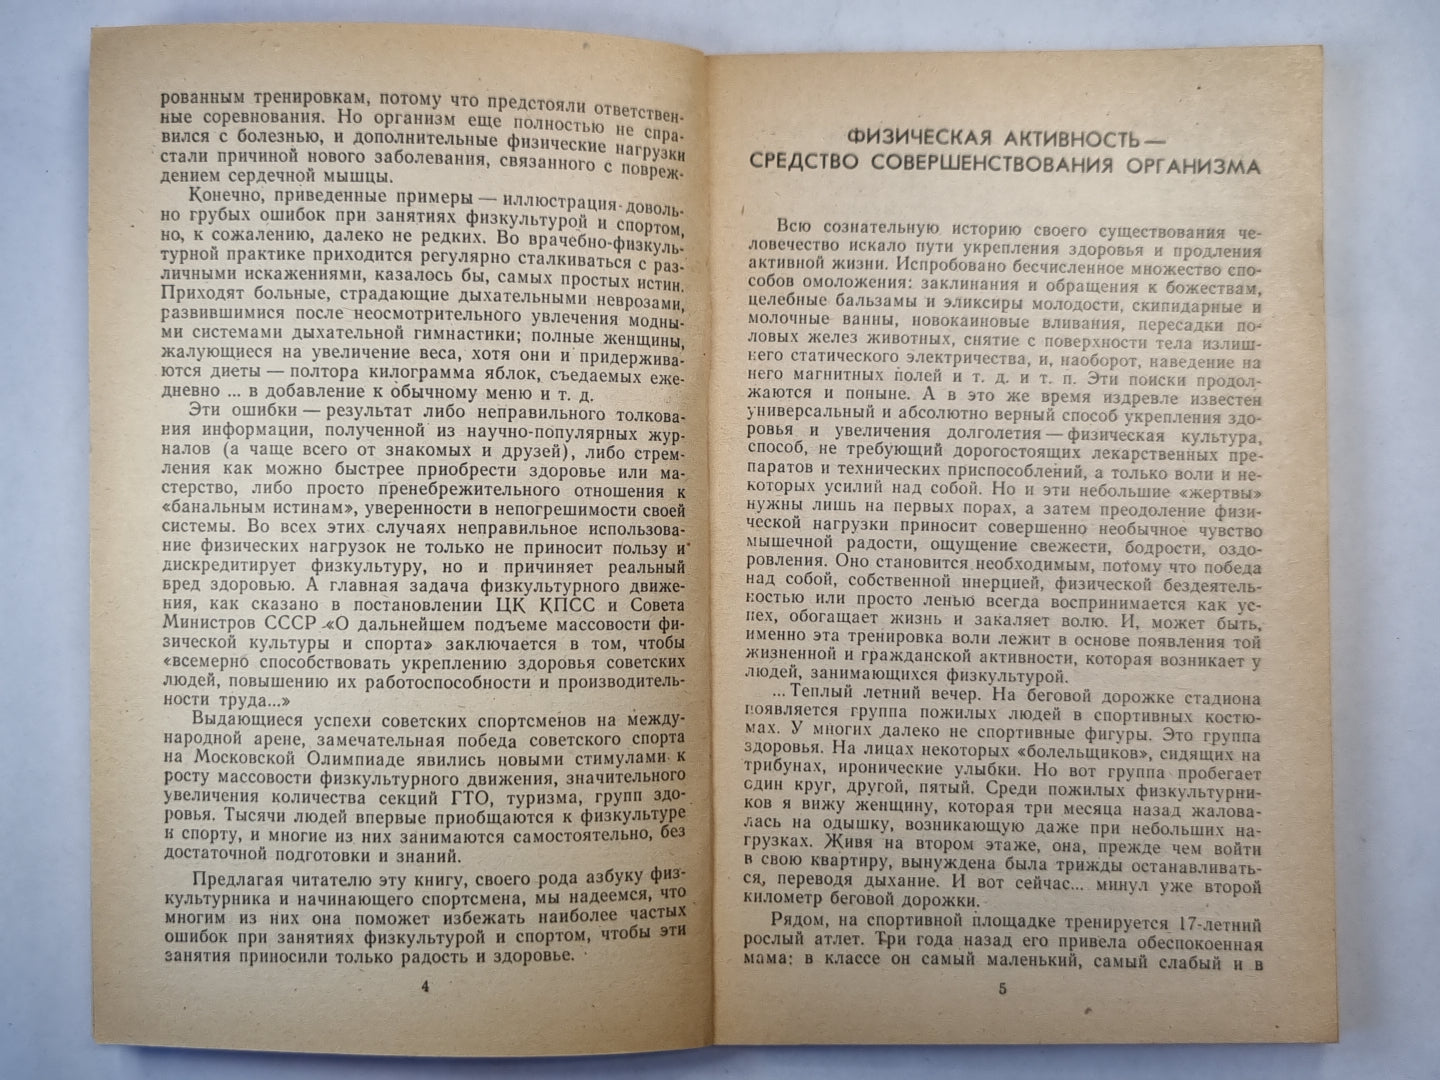 рованным тренировкам, потому что предстояли ответствен-
ные соревнования. Но организм еще полностью не спра-
вился с болезнью, и дополнительные физические нагрузки
стали причиной нового заболевания, связанного с повреж-
дением сердечной мышцы.
Конечно, приведенные примеры — иллюстрация доволь-
но грубых ошибок при занятиях физкультурой и спортом,
но, к сожалению, далеко не редких. Во врачебно-физкуль-
турной практике приходится регулярно сталкиваться с раз-
личными искажениями, казалось бы, самых простых истин.
Приходят больные, страдающие дыхательными неврозами,
развившимися после неосмотрительного увлечения модны-
ми системами дыхательной гимнастики; полные женщины,
жалующиеся на увеличение веса, хотя они и придержива-
ются диеты — полтора килограмма яблок, съедаемых еже-
дневно ... в добавление к обычному меню и т. д.
Эти ошибки — результат либо неправильного толкова-
ния информации, полученной из научно-популярных жур-
налов (а чаще всего от знакомых и друзей), либо стрем-
ления как можно быстрее приобрести здоровье или ма-
стерство, либо просто пренебрежительного отношения к
«банальным истинам», уверенности в непогрешимости своей
системы. Во всех этих случаях неправильное использова-
ние физических нагрузок не только не приносит пользу и
дискредитирует физкультуру, но и причиняет реальный
вред здоровью. А главная задача физкультурного движе-
ния, как сказано в постановлении ЦК КПСС и Совета
Министров СССР «О дальнейшем подъеме массовости фи-
зической культуры и спорта» заключается в том, чтобы
«всемерно способствовать укреплению здоровья советских
людей, повышению их работоспособности и производитель-
ности труда...»
Выдающиеся успехи советских спортсменов на между-
народной арене, замечательная победа советского спорта
на Московской Олимпиаде явились новыми стимулами к
росту массовости физкультурного движения, значительного
увеличения количества секций ГТО, туризма, групп здо-
ровья. Тысячи людей впервые приобщаются к физкультуре
и спорту, и многие из них занимаются самостоятельно, без
достаточной подготовки и знаний.
Предлагая читателю эту книгу, своего рода азбуку физ-
культурника и начинающего спортсмена, мы надеемся, что
многим из них она поможет избежать наиболее частых
ошибок при занятиях физкультурой и спортом, чтобы эти
занятия приносили только радость и здоровье.
4
ФИЗИЧЕСКАЯ АКТИВНОСТЬ —
СРЕДСТВО СОВЕРШЕНСТВОВАНИЯ ОРГАНИЗМА
Всю сознательную историю своего существования че-
ловечество искало пути укрепления здоровья и продления
активной жизни. Испробовано бесчисленное множество спо-
собов омоложения: заклинания и обращения к божествам,
целебные бальзамы и эликсиры молодости, скипидарные и
молочные ванны, новокаиновые вливания, пересадки по-
ловых желез животных, снятие с поверхности тела излиш-
него статического электричества, и, наоборот, наведение на
него магнитных полей и т. д. и т. п. Эти поиски продол-
жаются и поныне. А в это же время издревле известен
универсальный и абсолютно верный способ укрепления здо-
ровья и увеличения долголетия — физическая культура,
способ, не требующий дорогостоящих лекарственных пре-
паратов и технических приспособлений, а только воли и не-
которых усилий над собой. Но и эти небольшие «жертвы»
нужны лишь на первых порах, а затем преодоление физи-
ческой нагрузки приносит совершенно необычное чувство
мышечной радости, ощущение свежести, бодрости, оздо-
ровления. Оно становится необходимым, потому что победа
над собой, собственной инерцией, физической бездеятель-
ностью или просто ленью всегда воспринимается как ус-
пех, обогащает жизнь и закаляет волю. И, может быть,
именно эта тренировка воли лежит в основе появления той
жизненной и гражданской активности, которая возникает у
людей, занимающихся физкультурой.
...Теплый летний вечер. На беговой дорожке стадиона
появляется группа пожилых людей в спортивных костю-
мах. У многих далеко не спортивные фигуры. Это группа
здоровья. На лицах некоторых «болельщиков», сидящих на
трибунах, иронические улыбки. Но вот группа пробегает
один круг, другой, пятый. Среди пожилых физкультурни-
ков я вижу женщину, которая три месяца назад жалова-
лась на одышку, возникающую даже при небольших на-
грузках. Живя на втором этаже, она, прежде чем войти
в свою квартиру, вынуждена была трижды останавливать-
ся, переводя дыхание. И вот сейчас... минул уже второй
километр беговой дорожки.
Рядом, на спортивной площадке тренируется 17-летний
рослый атлет. Три года назад его привела обеспокоенная
мама: в классе он самый маленький, самый слабый и в
5